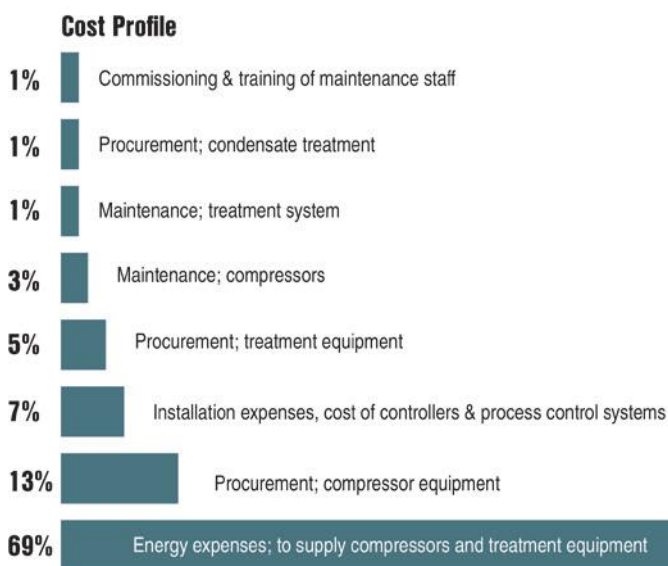 Cost Profile
1% Commissioning & training of maintenance staff
1% Procurement; condensate treatment
1% Maintenance; treatment system
3% Maintenance; compressors
5% Procurement; treatment equipment
7% Installation expenses, cost of controllers & process control systems
13% Procurement; compressor equipment
69% Energy expenses; to supply compressors and treatment equipment